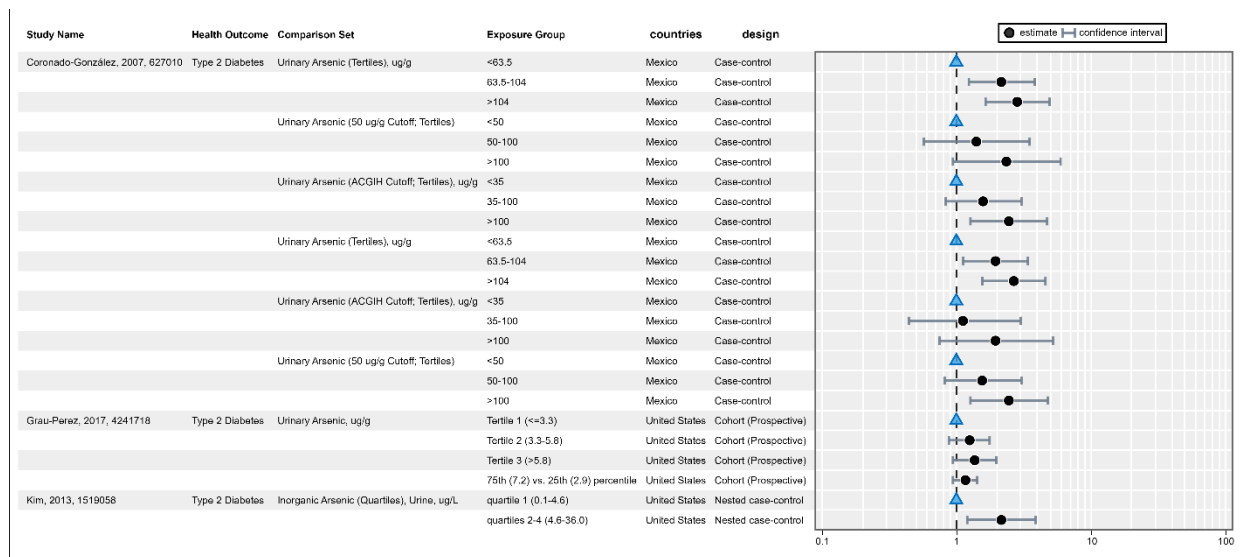 Study Name Health Outcome Comparison Set Exposure Group countries design estimate confidence interval
Coronado-González, 2007, 627010 Type 2 Diabetes Urinary Arsenic (Tertiles), ug/g <63.5 Mexico Case-control
63.5-104 Mexico Case-control
>104 Mexico Case-control
Urinary Arsenic (50 ug/g Cutoff; Tertiles) <50 Mexico Case-control
50-100 Mexico Case-control
>100 Mexico Case-control
Urinary Arsenic (ACGIH Cutoff; Tertiles), ug/g <35 Mexico Case-control
35-100 Mexico Case-control
>100 Mexico Case-control
Urinary Arsenic (Tertiles), ug/g <63.5 Mexico Case-control
63.5-104 Mexico Case-control
>104 Mexico Case-control
Urinary Arsenic (ACGIH Cutoff; Tertiles), ug/g <35 Mexico Case-control
35-100 Mexico Case-control
>100 Mexico Case-control
Urinary Arsenic (50 ug/g Cutoff; Tertiles) <50 Mexico Case-control
50-100 Mexico Case-control
>100 Mexico Case-control
Grau-Perez, 2017, 4241718 Type 2 Diabetes Urinary Arsenic, ug/g Tertile 1 (<=3.3) United States Cohort (Prospective)
Tertile 2 (3.3-5.8) United States Cohort (Prospective)
Tertile 3 (>5.8) United States Cohort (Prospective)
75th (7.2) vs. 25th (2.9) percentile United States Cohort (Prospective)
Kim, 2013, 1519058 Type 2 Diabetes Inorganic Arsenic (Quartiles), Urine, ug/L quartile 1 (0.1-4.6) United States Nested case-control
quartiles 2-4 (4.6-36.0) United States Nested case-control
0.1 1 10 100